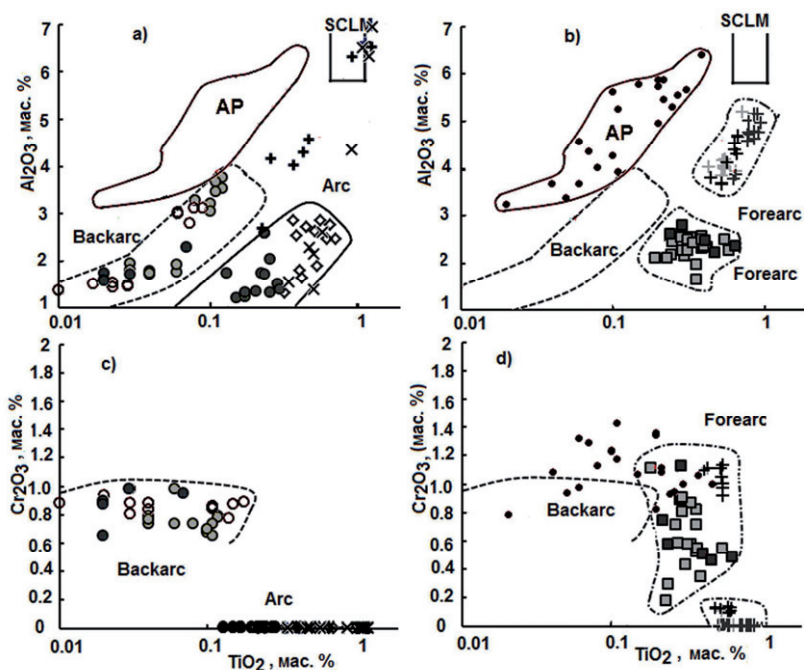 SCLM
a)
7
6
5
4
3
2
1
Al2O3 , мас. %
AP
Arc
Backarc
0.01
0.1
1
SCLM
b)
7
6
5
4
3
2
1
Al2O3 (мас. %)
AP
Backarc
Forearc
Forearc
0.01
0.1
1
c)
2
1.8
1.6
1.4
1.2
1.0
0.8
0.6
0.4
0.2
0
Cr2O3, (мас. %
Backarc
Arc
0.01
0.1
1
TiO2 , мас. %
d)
2
1.8
1.6
1.4
1.2
1.0
0.8
0.6
0.4
0.2
0
Cr2O3 (мас. %)
Forearc
Backarc
0.01
0.1
1
TiO2 , мас. %